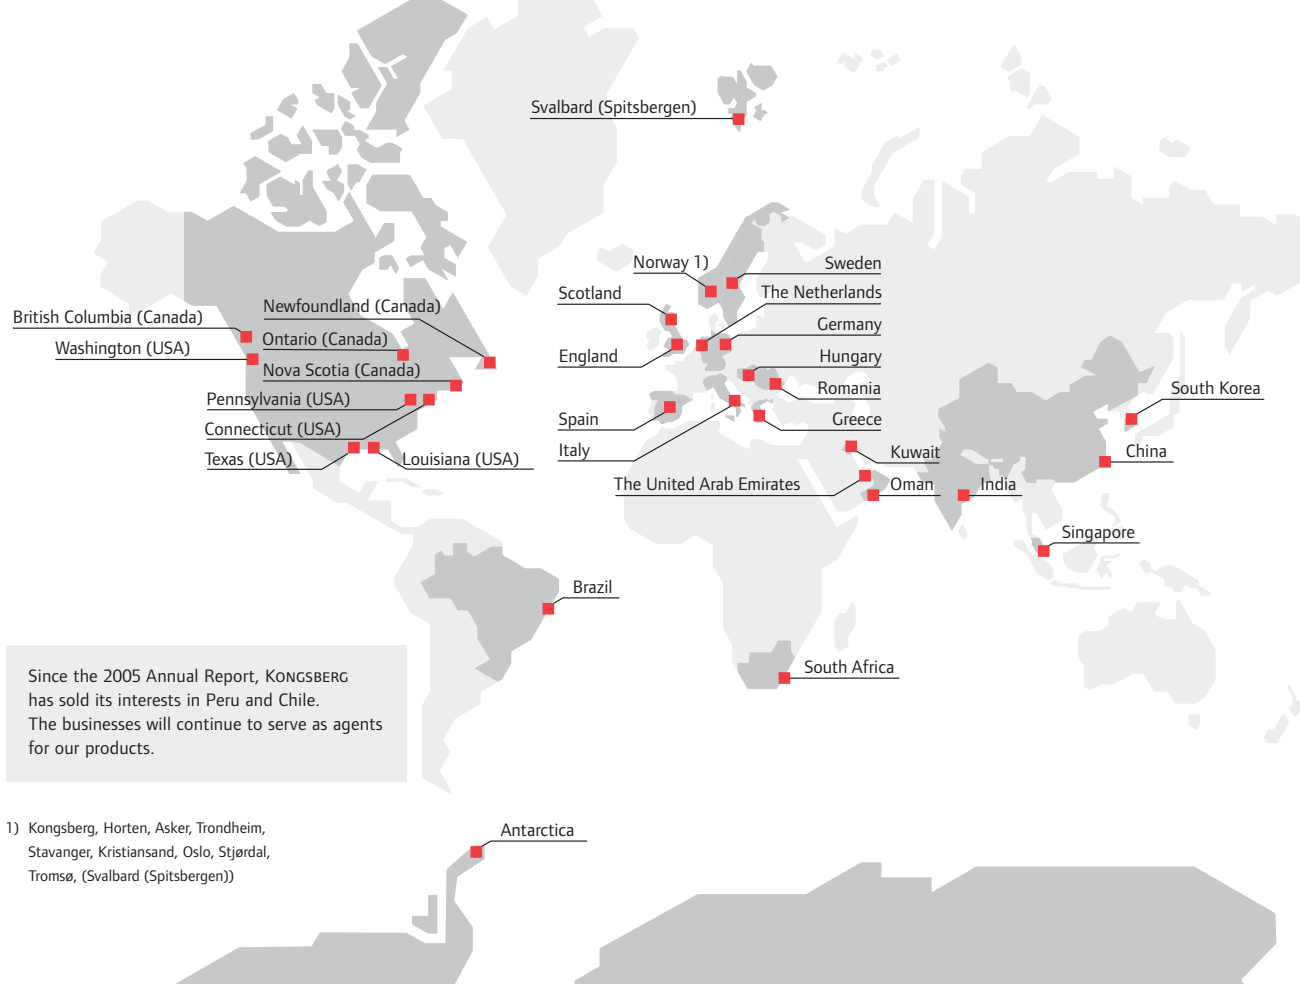 Svalbard (Spitsbergen)
Norway 1)
Sweden
Scotland
The Netherlands
Newfoundland (Canada)
British Columbia (Canada)
Germany
Ontario (Canada)
Washington (USA)
England
Hungary
Nova Scotia (Canada)
Romania
South Korea
Pennsylvania (USA)
Spain
Greece
Connecticut (USA)
Italy
Kuwait
China
Texas (USA)
Louisiana (USA)
The United Arab Emirates
Oman
India
Singapore
Brazil
South Africa
Since the 2005 Annual Report, KONGSBERG
has sold its interests in Peru and Chile.
The businesses will continue to serve as agents
for our products.
Antarctica
1) Kongsberg, Horten, Asker, Trondheim,
Stavanger, Kristiansand, Oslo, Stjørdal,
Tromsø, (Svalbard (Spitsbergen))